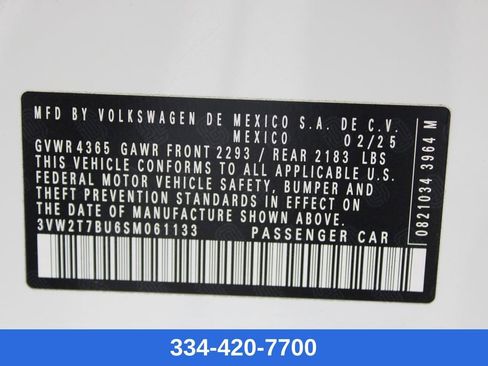 MFD BY VOLKSWAGEN DE MEXICO S.A. DE C.V.
MEXICO 02/25
GVWR 4365 GAWR FRONT 2293 / REAR 2183 LBS
THIS VEHICLE CONFORMS TO ALL APPLICABLE U.S.
FEDERAL MOTOR VEHICLE SAFETY, BUMPER, AND
THEFT PREVENTION STANDARDS IN EFFECT ON
THE DATE OF MANUFACTURE SHOWN ABOVE.
3VW2T7BU6SM061133 PASSENGER CAR
0821034 3964 M
334-420-7700